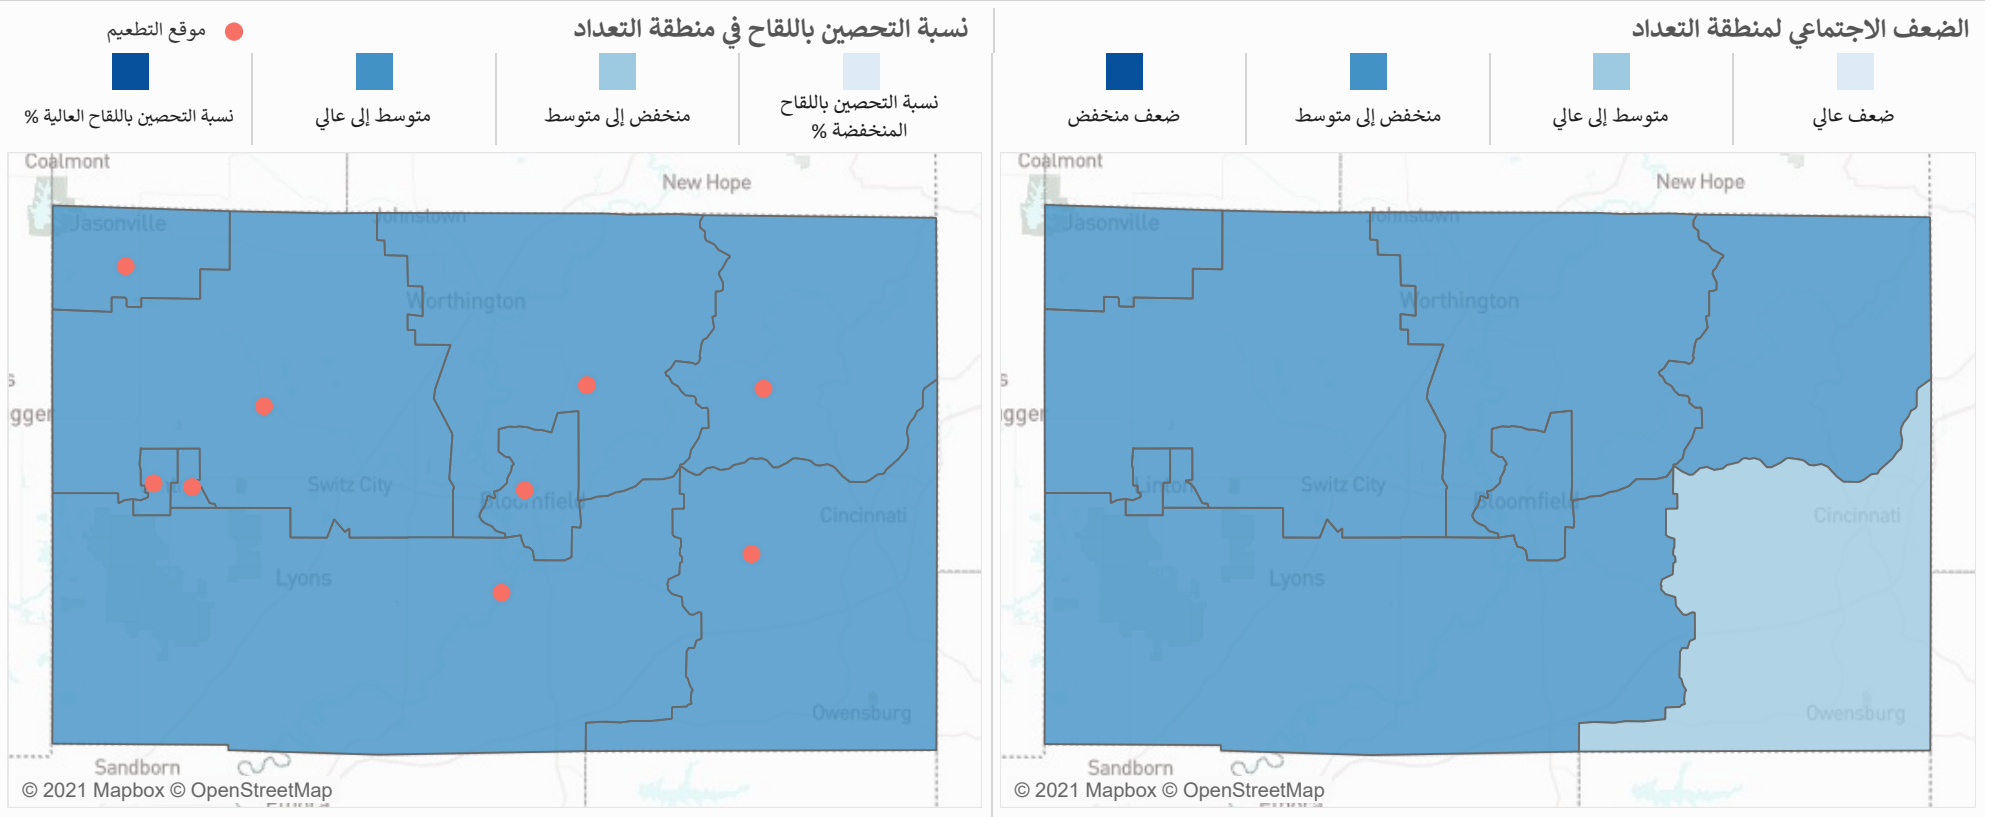 الضعف الاجتماعي لمنطقة التعداد
ضعف عالي
متوسط إلى عالي
منخفض إلى متوسط
ضعف منخفض
Coalmont
New Hope
Jasonville
Johnstown
Worthington
Linton
Switz City
Bloomfield
Cincinnati
Lyons
Owensburg
Sandborn
© 2021 Mapbox © OpenStreetMap
نسبة التحصين باللقاح في منطقة التعداد
موقع التطعيم
نسبة التحصين باللقاح
المنخفضة %
منخفض إلى متوسط
متوسط إلى عالي
نسبة التحصين باللقاح العالية %
Coalmont
New Hope
Jasonville
Johnstown
Worthington
Switz City
Bloomfield
Cincinnati
Lyons
Owensburg
Sandborn
© 2021 Mapbox © OpenStreetMap